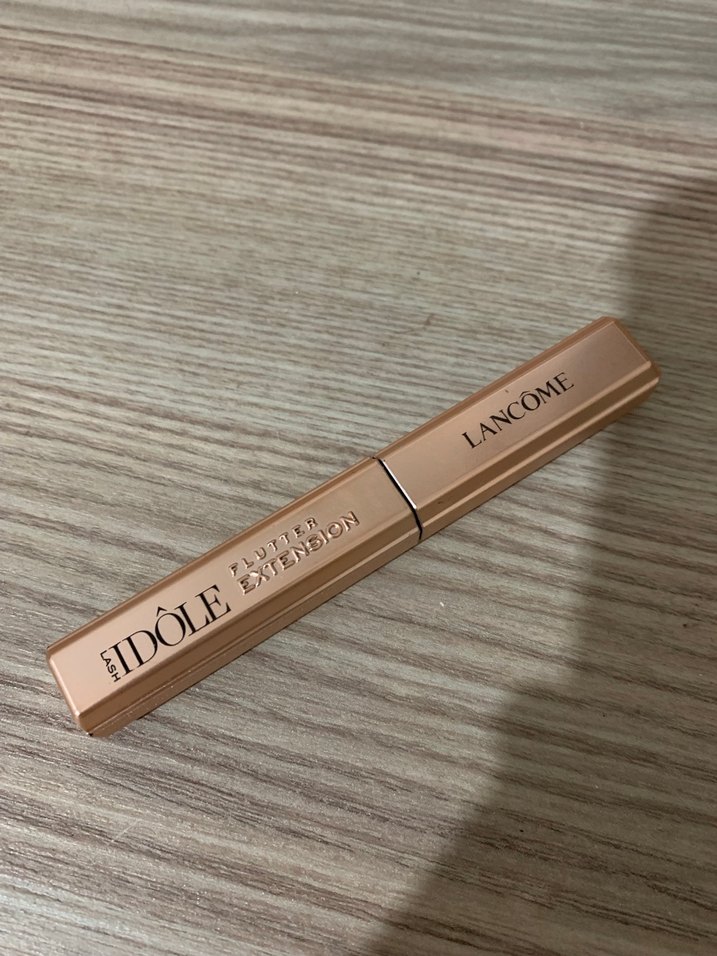 LASH
IDÔLE
FLUTTER
EXTENSION
LANCÔME